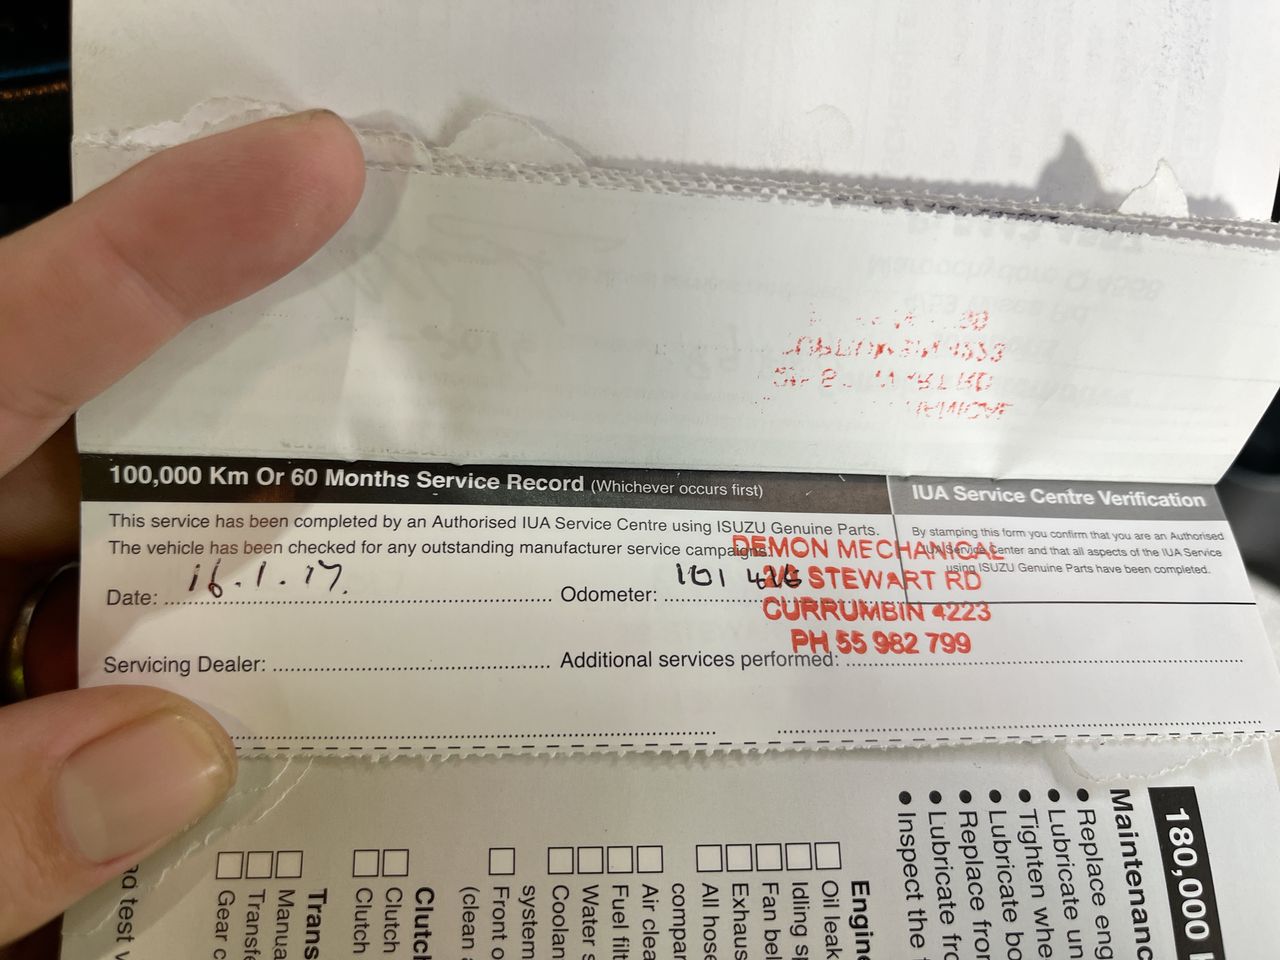 Maroochydore Q 4558
100,000 Km Or 60 Months Service Record (Whichever occurs first)
IUA Service Centre Verification
This service has been completed by an Authorised IUA Service Centre using ISUZU Genuine Parts.
The vehicle has been checked for any outstanding manufacturer service campaigns.
By stamping this form you confirm that you are an Authorised
IUA Service Center and that all aspects of the IUA Service
using ISUZU Genuine Parts have been completed.
DEMON MECHANICAL
STEWART RD
CURRUMBIN 4223
PH 55 982 799
Date: 16.1.17.
Odometer: 101
Servicing Dealer:
Additional services performed:
180,000
Maintenanc
• Replace eng
• Lubricate un
• Tighten whe
• Lubricate bo
• Replace fron
• Lubricate fro
• Inspect the
Engine
Oil leak
Idling sp
Fan bel
Exhaus
All hose
compar
Air clea
Fuel filt
Water s
Coolan
system
Front o
(clean a
Clutch
Clutch
Clutch
Trans
Manua
Transfe
Gear c
d test v